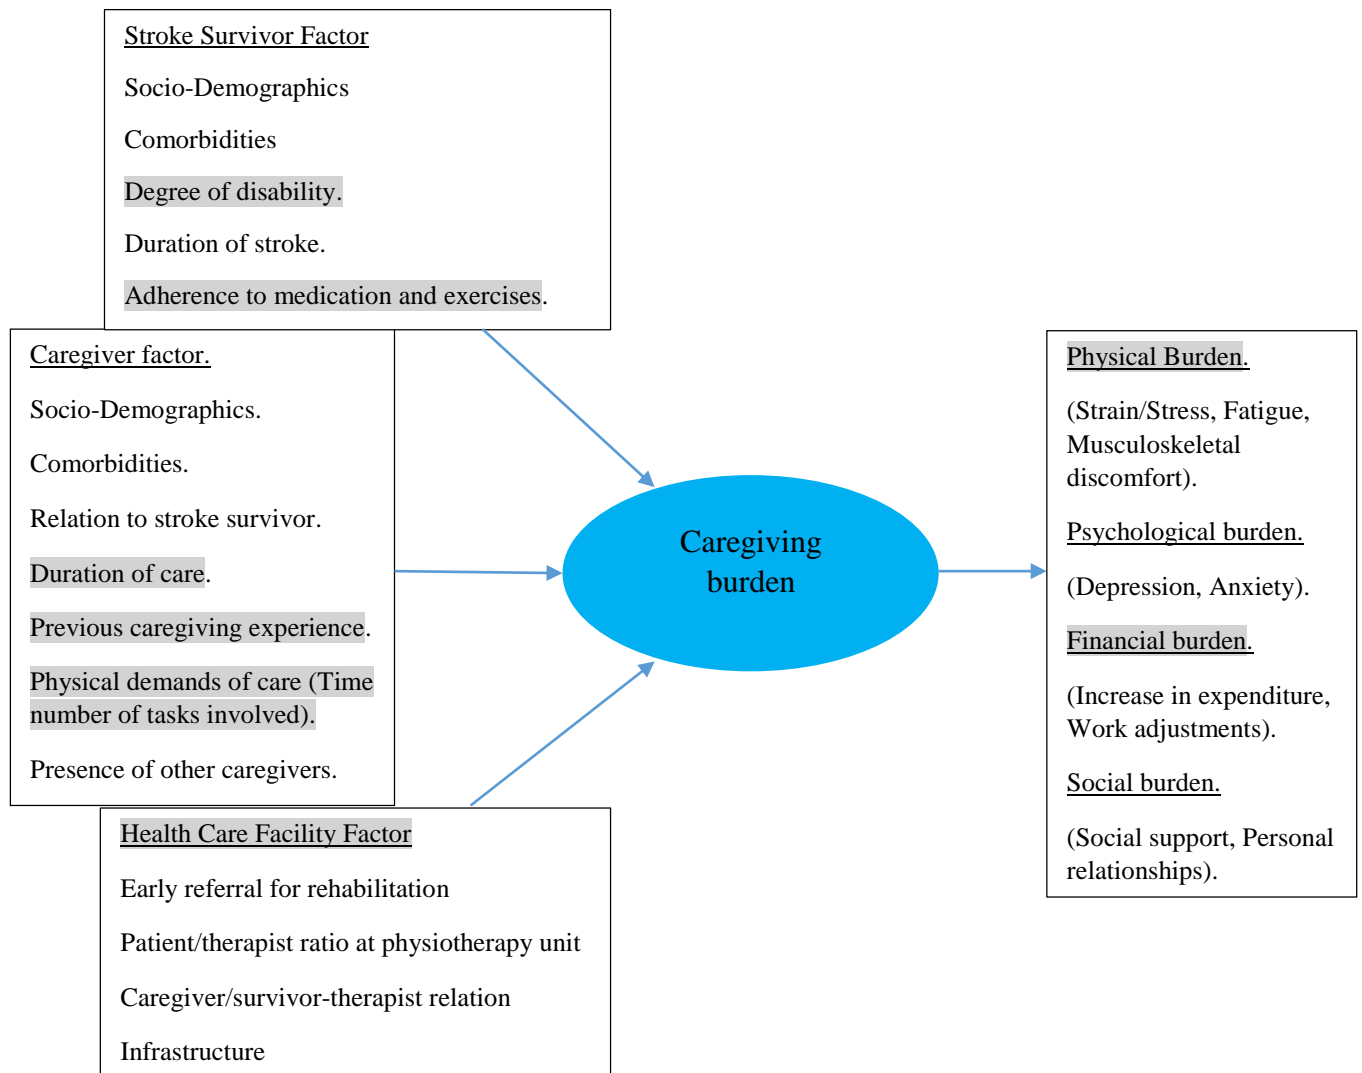 Stroke Survivor Factor
Socio-Demographics
Comorbidities
Degree of disability.
Duration of stroke.
Adherence to medication and exercises.
Caregiver factor.
Socio-Demographics.
Comorbidities.
Relation to stroke survivor.
Duration of care.
Previous caregiving experience.
Physical demands of care (Time
number of tasks involved).
Presence of other caregivers.
Health Care Facility Factor
Early referral for rehabilitation
Patient/therapist ratio at physiotherapy unit
Caregiver/survivor-therapist relation
Infrastructure
Caregiving
burden
Physical Burden.
(Strain/Stress, Fatigue,
Musculoskeletal
discomfort).
Psychological burden.
(Depression, Anxiety).
Financial burden.
(Increase in expenditure,
Work adjustments).
Social burden.
(Social support, Personal
relationships).